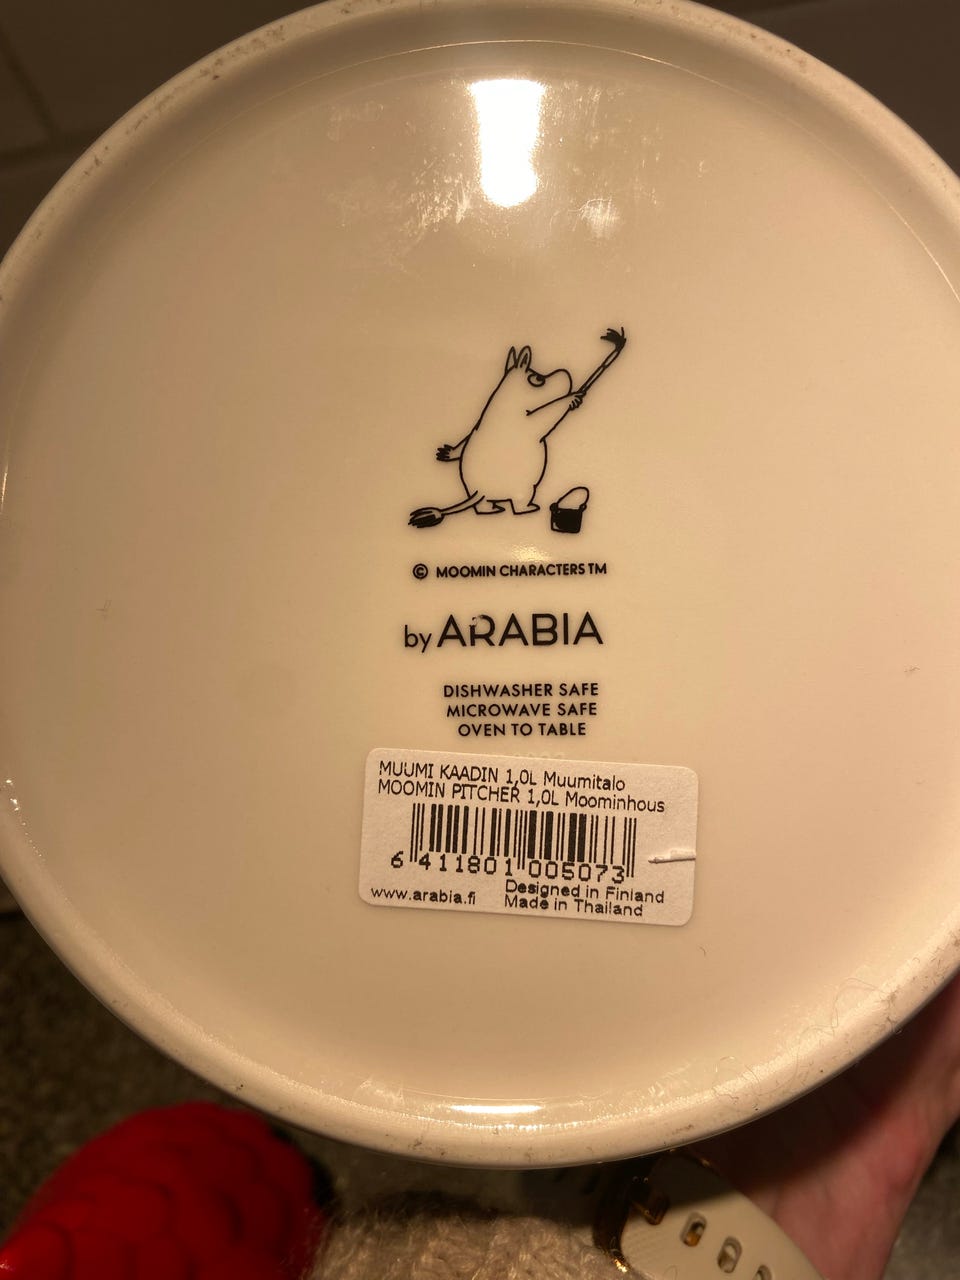 © MOOMIN CHARACTERS TM
by ARABIA
DISHWASHER SAFE
MICROWAVE SAFE
OVEN TO TABLE
MUUMI KAADIN 1,0L Muumitalo
MOOMIN PITCHER 1,0L Moominhous
6 411801 005073
www.arabia.fi
Designed in Finland
Made in Thailand